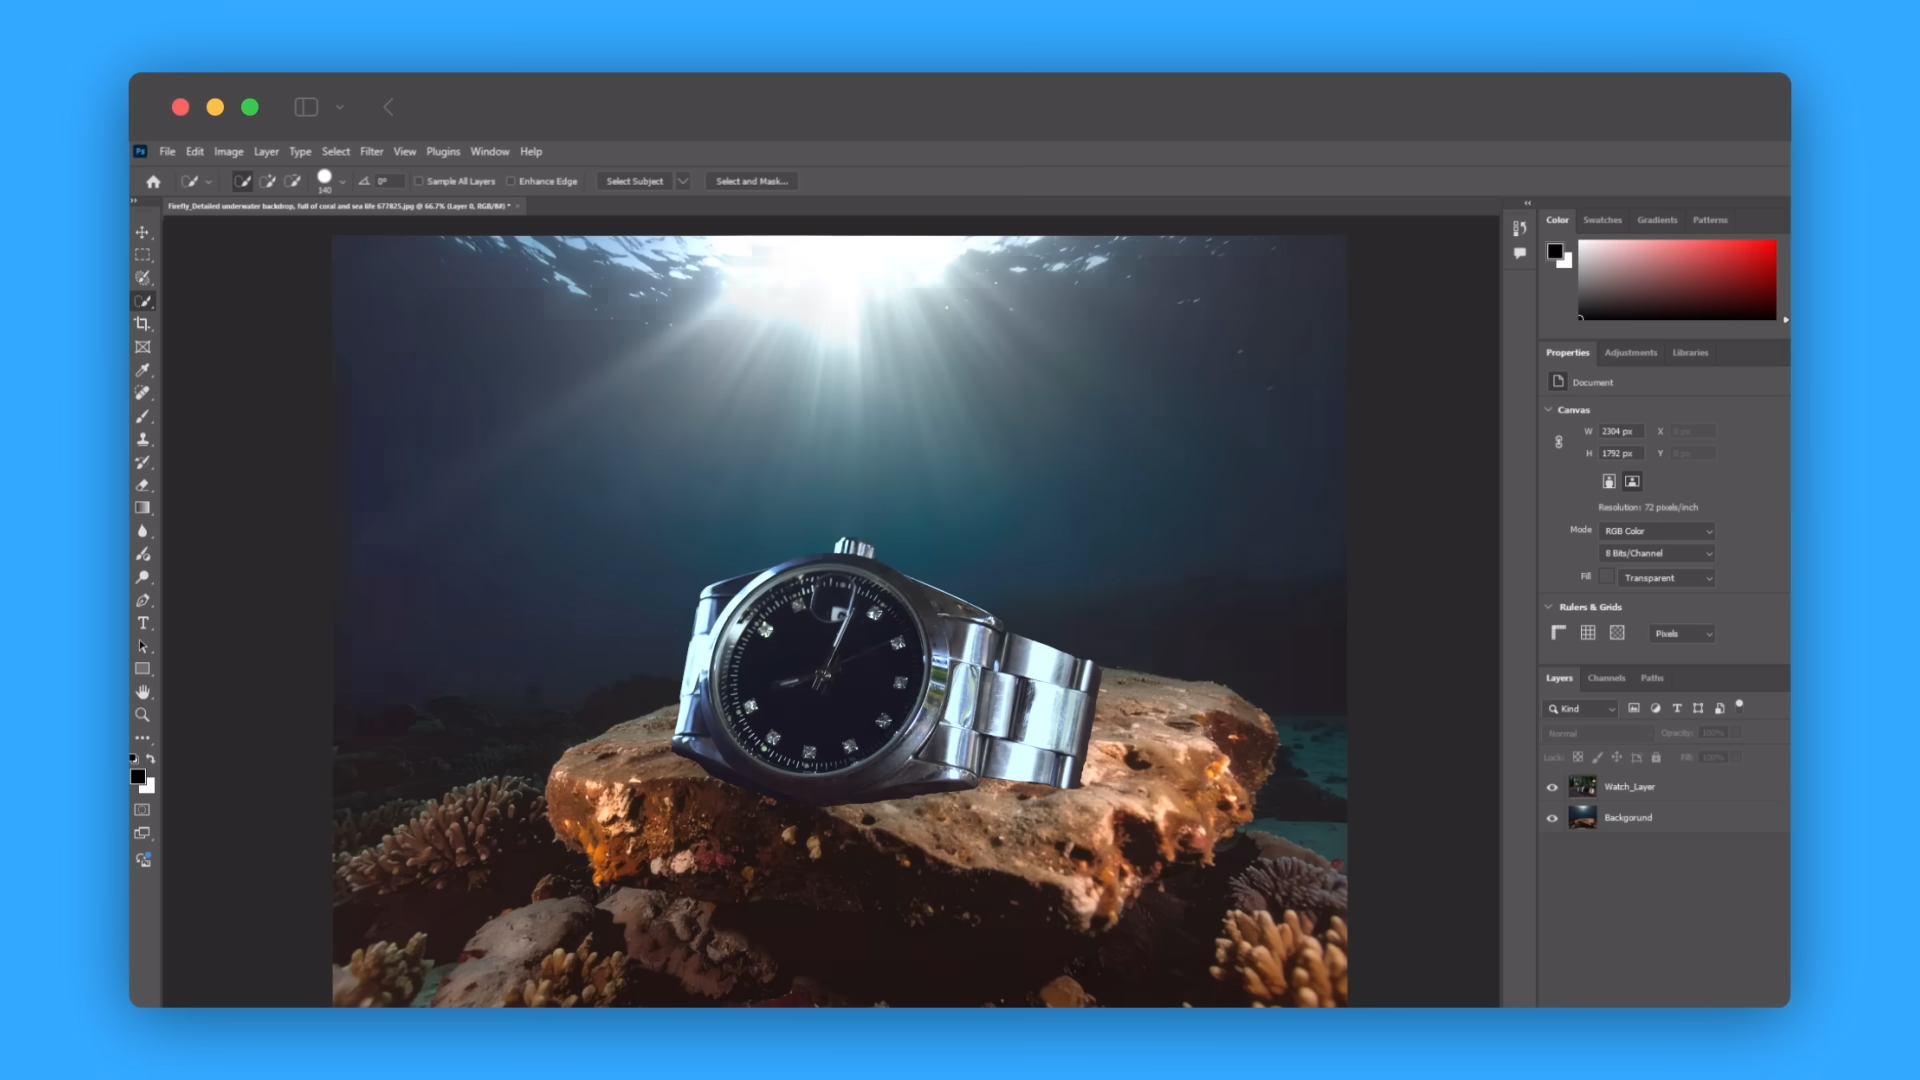 Ps File Edit Image Layer Type Select Filter View Plugins Window Help
140 0° Sample All Layers Enhance Edge Select Subject Select and Mask...
Firefly_Detailed underwater backdrop, full of coral and sea life 677825.jpg @ 66.7% (Layer 0, RGB/8#) * ×
Color Swatches Gradients Patterns
Properties Adjustments Libraries
Document
Canvas
W 2304 px X 0 px
H 1792 px Y 0 px
Resolution: 72 pixels/inch
Mode RGB Color
8 Bits/Channel
Fill Transparent
Rulers & Grids
Pixels
Layers Channels Paths
Kind
Normal Opacity: 100%
Lock: Fill: 100%
Watch_Layer
Backgorund